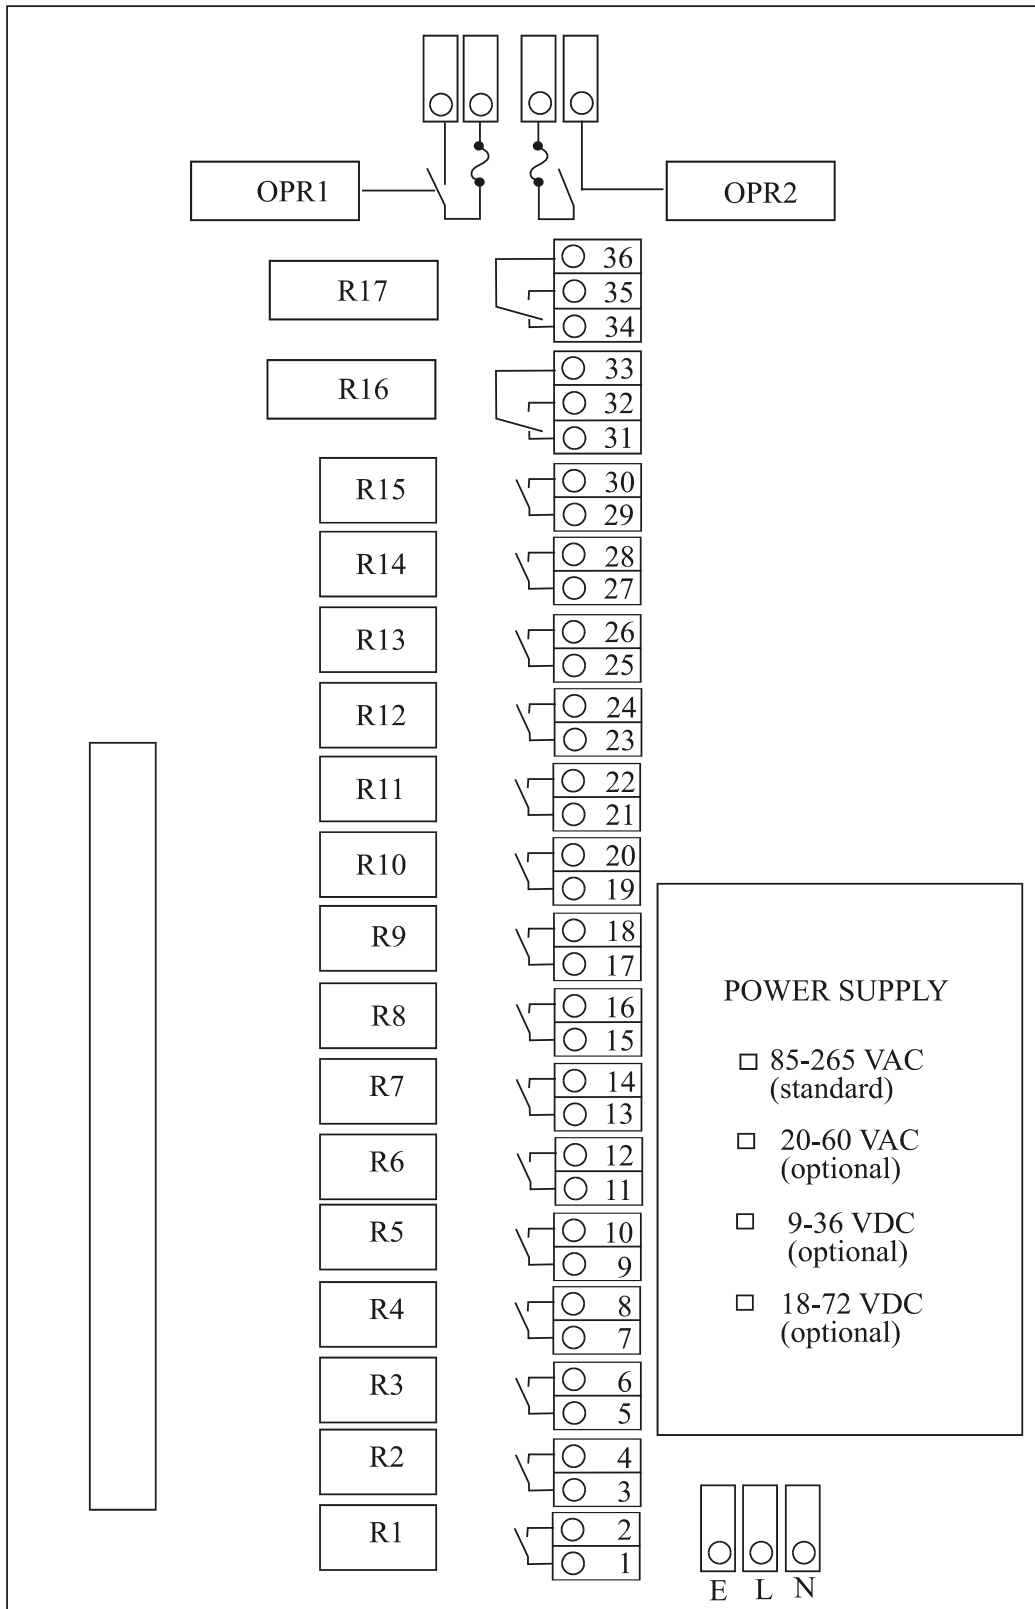 OPR1
OPR2
R17
36
35
34
R16
33
32
31
R15
30
29
R14
28
27
R13
26
25
R12
24
23
R11
22
21
R10
20
19
R9
18
17
R8
16
15
R7
14
13
R6
12
11
R5
10
9
R4
8
7
R3
6
5
R2
4
3
R1
2
1
POWER SUPPLY
85-265 VAC
(standard)
20-60 VAC
(optional)
9-36 VDC
(optional)
18-72 VDC
(optional)
E L N